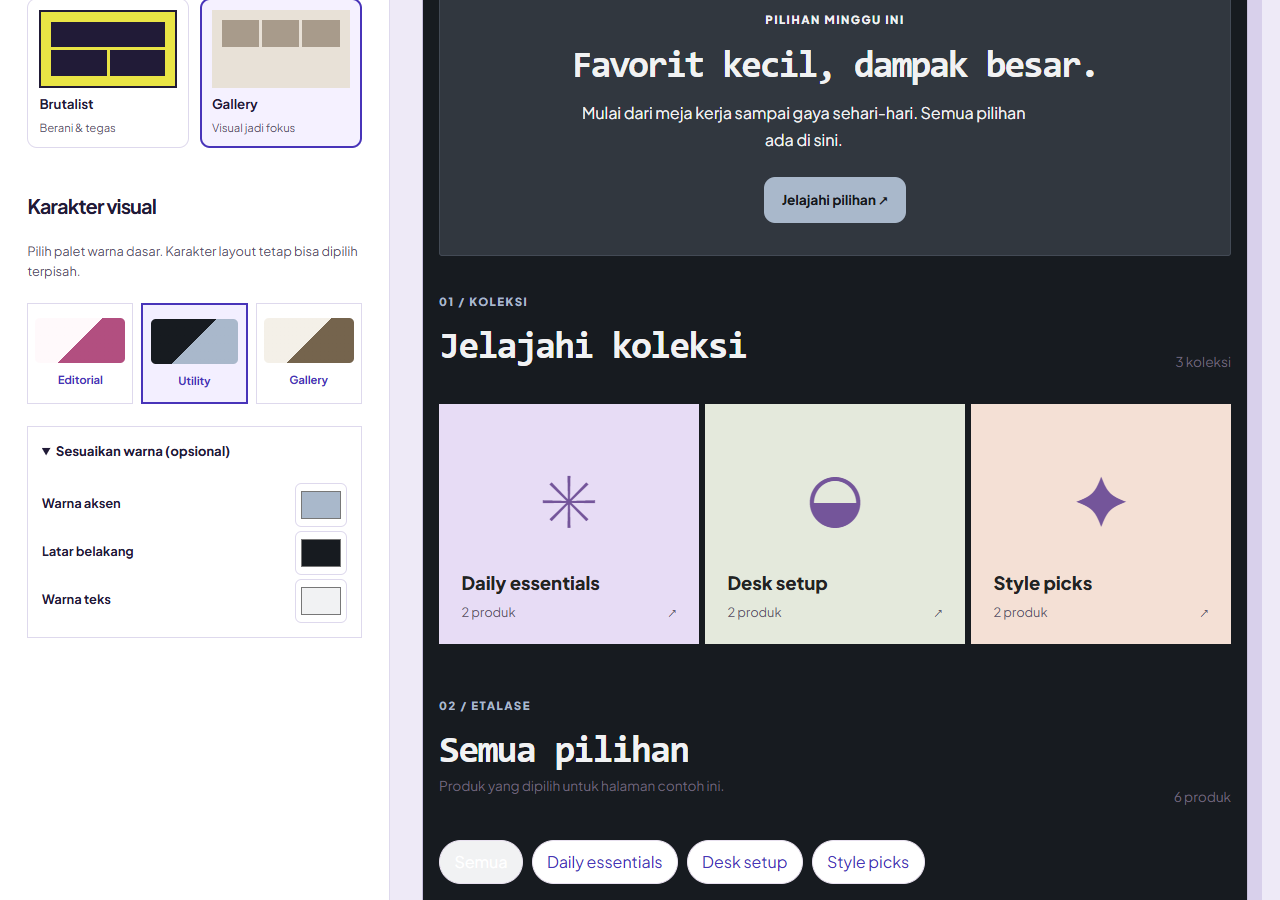 Brutalist
Berani & tegas
Gallery
Visual jadi fokus
Karakter visual
Pilih palet warna dasar. Karakter layout tetap bisa dipilih
terpisah.
Editorial
Utility
Gallery
▼ Sesuaikan warna (opsional)
Warna aksen
Latar belakang
Warna teks
PILIHAN MINGGU INI
Favorit kecil, dampak besar.
Mulai dari meja kerja sampai gaya sehari-hari. Semua pilihan
ada di sini.
Jelajahi pilihan ↗
01 / KOLEKSI
Jelajahi koleksi
3 koleksi
Daily essentials
2 produk ↗
Desk setup
2 produk ↗
Style picks
2 produk ↗
02 / ETALASE
Semua pilihan
Produk yang dipilih untuk halaman contoh ini.
6 produk
Semua
Daily essentials
Desk setup
Style picks